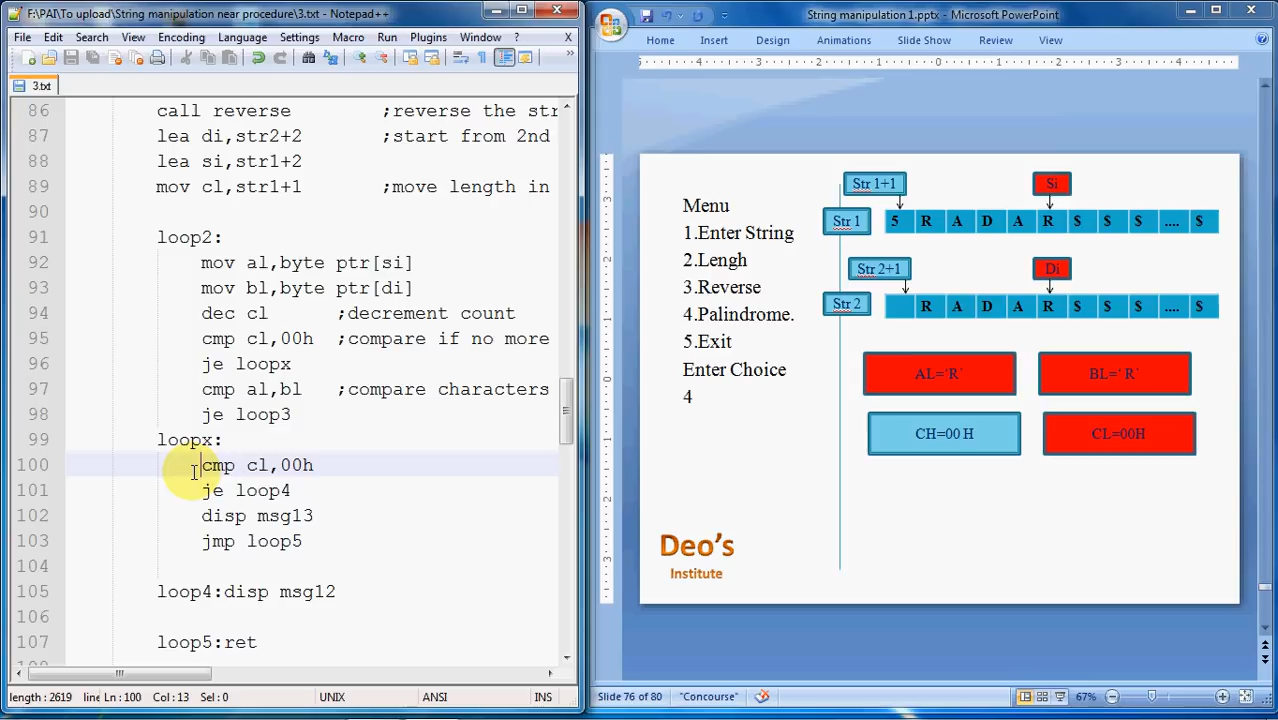 F:\PAI\To upload\String manipulation near procedure\3.txt - Notepad++
File Edit Search View Encoding Language Settings Macro Run Plugins Window ? X
3.txt
86 call reverse ;reverse the str
87 lea di,str2+2 ;start from 2nd
88 lea si,str1+2
89 mov cl,str1+1 ;move length in
90
91 loop2:
92 mov al,byte ptr[si]
93 mov bl,byte ptr[di]
94 dec cl ;decrement count
95 cmp cl,00h ;compare if no more
96 je loopx
97 cmp al,bl ;compare characters
98 je loop3
99 loopx:
100 cmp cl,00h
101 je loop4
102 disp msg13
103 jmp loop5
104
105 loop4:disp msg12
106
107 loop5:ret
length : 2619 line Ln : 100 Col : 13 Sel : 0 UNIX ANSI INS
String manipulation 1.pptx - Microsoft PowerPoint
Home Insert Design Animations Slide Show Review View
Menu
1.Enter String
2.Lengh
3.Reverse
4.Palindrome.
5.Exit
Enter Choice
4
Str 1+1 Si
Str 1 5 R A D A R $ $ $ .... $
Str 2+1 Di
Str 2 R A D A R $ $ $ .... $
AL='R` BL=' R`
CH=00 H CL=00H
Deo's
Institute
Slide 76 of 80 "Concourse" 67%